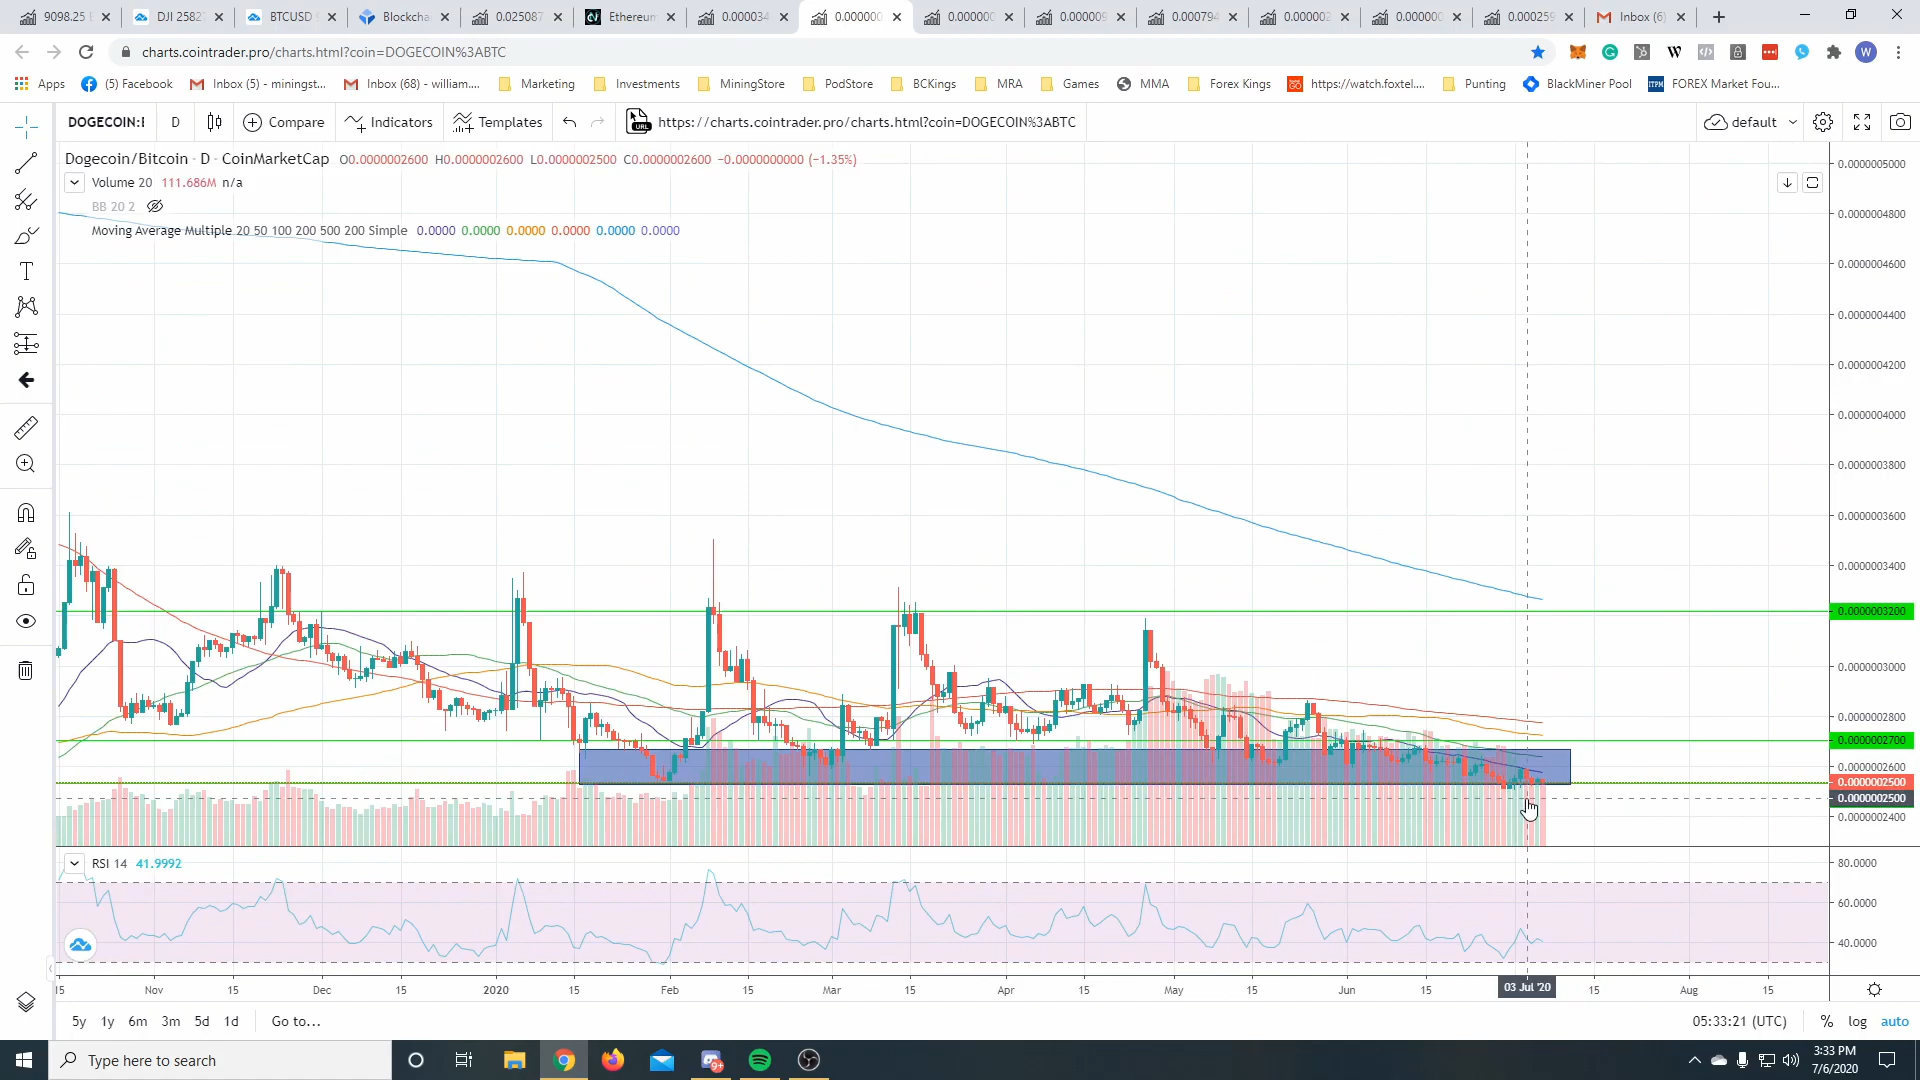 9098.25 D
DJI 2582
BTCUSD
Blockcha
0.025087
Ethereum
0.000034
0.000000
0.000000
0.000009
0.000794
0.000002
0.000000
0.000259
Inbox (6)
charts.cointrader.pro/charts.html?coin=DOGECOIN%3ABTC
W
Apps
(5) Facebook
Inbox (5) - miningst...
Inbox (68) - william....
Marketing
Investments
MiningStore
PodStore
BCKings
MRA
Games
MMA
Forex Kings
https://watch.foxtel....
Punting
BlackMiner Pool
FOREX Market Fou...
DOGECOIN:
D
Compare
Indicators
Templates
URL
https://charts.cointrader.pro/charts.html?coin=DOGECOIN%3ABTC
default
Dogecoin/Bitcoin · D · CoinMarketCap O0.0000002600 H0.0000002600 L0.0000002500 C0.0000002600 −0.0000000000 (−1.35%)
Volume 20 111.686M n/a
BB 20 2
Moving Average Multiple 20 50 100 200 500 200 Simple 0.0000 0.0000 0.0000 0.0000 0.0000 0.0000
0.0000005000
0.0000004800
0.0000004600
0.0000004400
0.0000004200
0.0000004000
0.0000003800
0.0000003600
0.0000003400
0.0000003200
0.0000003000
0.0000002800
0.0000002700
0.0000002600
0.0000002500
0.0000002500
0.0000002400
RSI 14 41.9992
80.0000
60.0000
40.0000
15 Nov 15 Dec 15 2020 15 Feb 15 Mar 15 Apr 15 May 15 Jun 15 03 Jul '20 15 Aug 15
5y 1y 6m 3m 5d 1d Go to...
05:33:21 (UTC) % log auto
Type here to search
9+
3:33 PM
7/6/2020